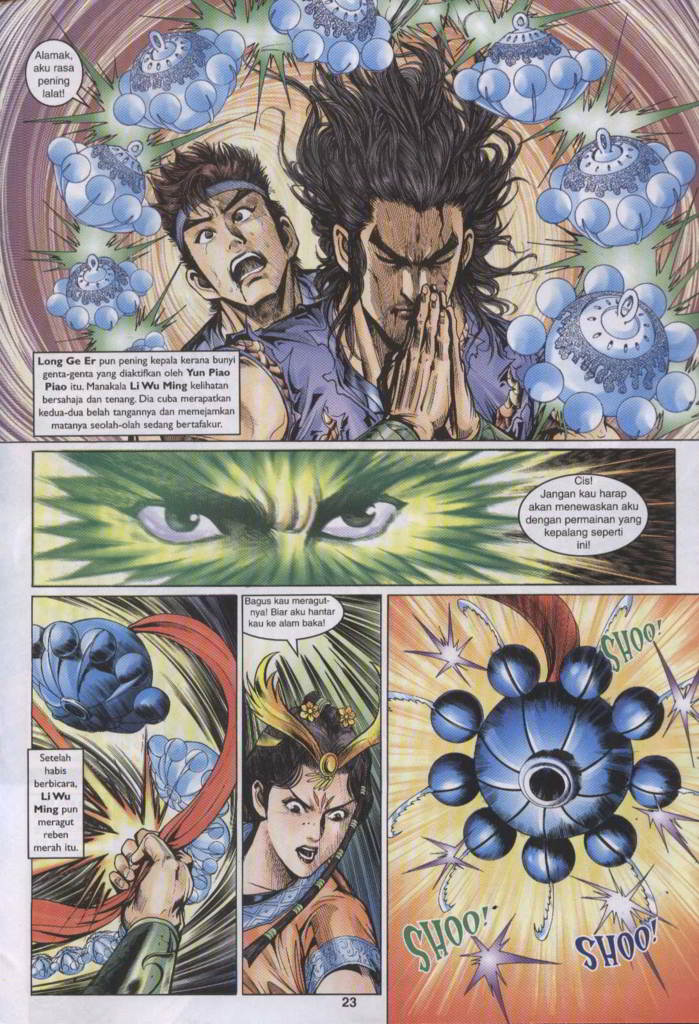 Alamak,
aku rasa
pening
lalat!
Long Ge Er pun pening kepala kerana bunyi
genta-genta yang diaktifkan oleh Yun Piao
Piao itu. Manakala Li Wu Ming kelihatan
bersahaja dan tenang. Dia cuba merapatkan
kedua-dua belah tangannya dan memejamkan
matanya seolah-olah sedang bertafakur.
Cis!
Jangan kau harap
akan menewaskan aku
dengan permainan yang
kepalang seperti
ini!
Setelah
habis
berbicara,
Li Wu
Ming pun
meragut
reben
merah itu.
Bagus kau meragut-
nya! Biar aku hantar
kau ke alam baka!
SHOO!
SHOO!
SHOO!
23